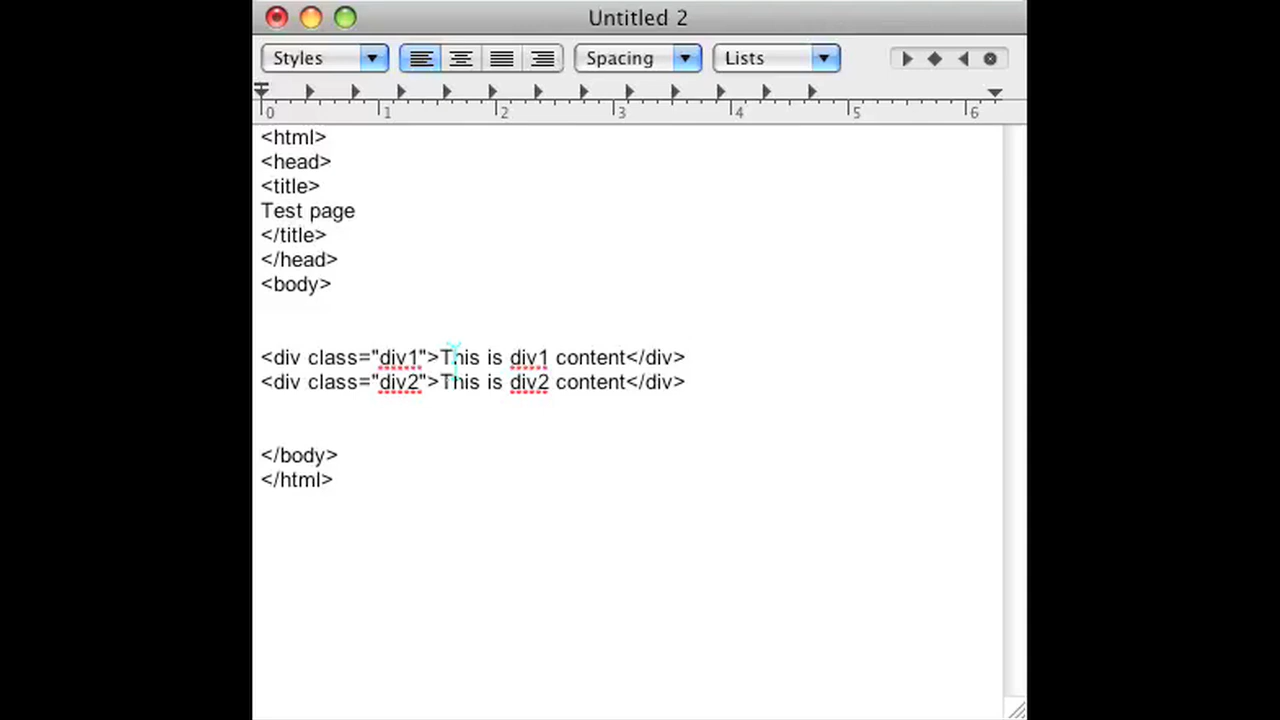 Untitled 2
Styles Spacing Lists
0 1 2 3 4 5 6
<html>
<head>
<title>
Test page
</title>
</head>
<body>
<div class="div1">This is div1 content</div>
<div class="div2">This is div2 content</div>
</body>
</html>